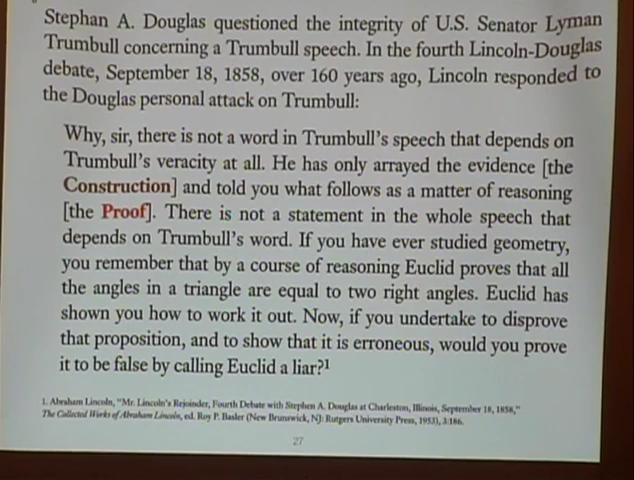 Stephan A. Douglas questioned the integrity of U.S. Senator Lyman
Trumbull concerning a Trumbull speech. In the fourth Lincoln-Douglas
debate, September 18, 1858, over 160 years ago, Lincoln responded to
the Douglas personal attack on Trumbull:
Why, sir, there is not a word in Trumbull's speech that depends on
Trumbull's veracity at all. He has only arrayed the evidence [the
Construction] and told you what follows as a matter of reasoning
[the Proof]. There is not a statement in the whole speech that
depends on Trumbull's word. If you have ever studied geometry,
you remember that by a course of reasoning Euclid proves that all
the angles in a triangle are equal to two right angles. Euclid has
shown you how to work it out. Now, if you undertake to disprove
that proposition, and to show that it is erroneous, would you prove
it to be false by calling Euclid a liar?¹
1. Abraham Lincoln, "Mr. Lincoln's Rejoinder, Fourth Debate with Stephen A. Douglas at Charleston, Illinois, September 18, 1858,"
The Collected Works of Abraham Lincoln, ed. Roy P. Basler (New Brunswick, NJ: Rutgers University Press, 1953), 3:186.
27